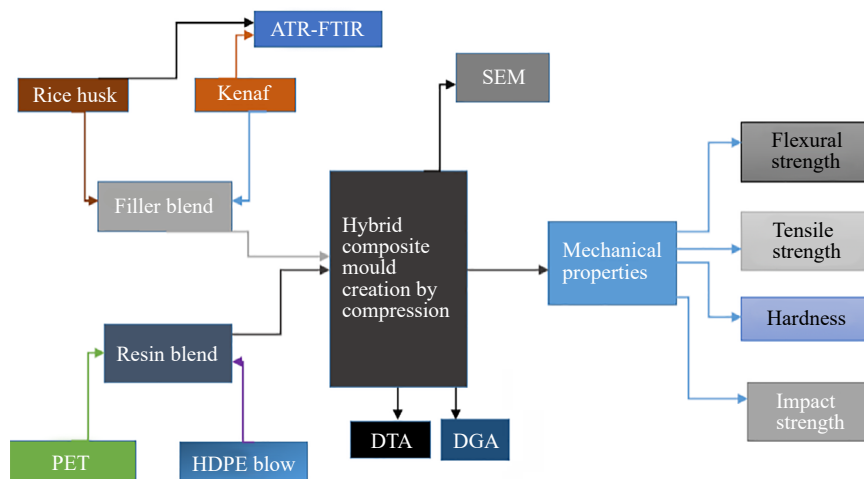 ATR-FTIR
Rice husk
Kenaf
SEM
Filler blend
Hybrid
composite
mould
creation by
compression
Mechanical
properties
Flexural
strength
Tensile
strength
Hardness
Impact
strength
Resin blend
PET
HDPE blow
DTA
DGA